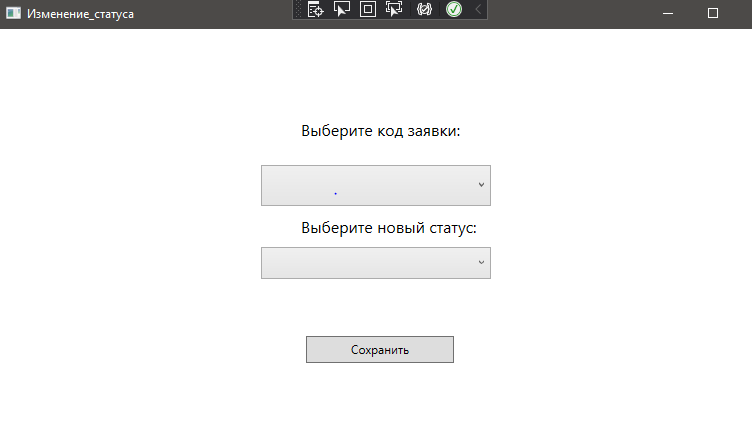 Изменение_статуса
Выберите код заявки:
.
Выберите новый статус:
Сохранить